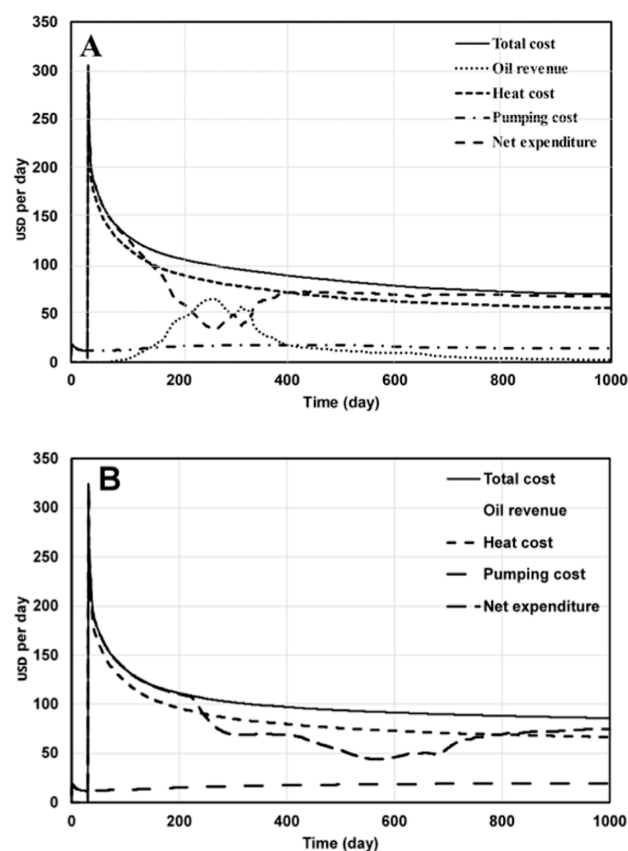 350
A
Total cost
300
Oil revenue
Heat cost
250
Pumping cost
Net expenditure
200
USD per day
150
100
50
0
0 200 400 600 800 1000
Time (day)
350
B
Total cost
300
Oil revenue
250
Heat cost
Pumping cost
200
Net expenditure
USD per day
150
100
50
0
0 200 400 600 800 1000
Time (day)